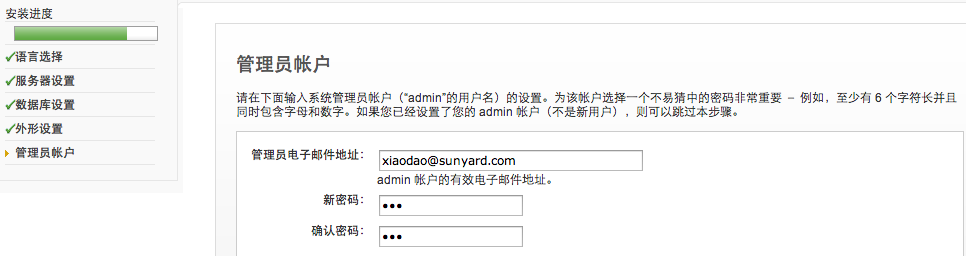 安装进度
语言选择
服务器设置
数据库设置
外形设置
管理员帐户
管理员帐户
请在下面输入系统管理员帐户（“admin”的用户名）的设置。为该帐户选择一个不易猜中的密码非常重要 – 例如，至少有 6 个字符长并且
同时包含字母和数字。如果您已经设置了您的 admin 帐户（不是新用户），则可以跳过本步骤。
管理员电子邮件地址： xiaodao@sunyard.com
admin 帐户的有效电子邮件地址。
新密码： •••
确认密码： •••